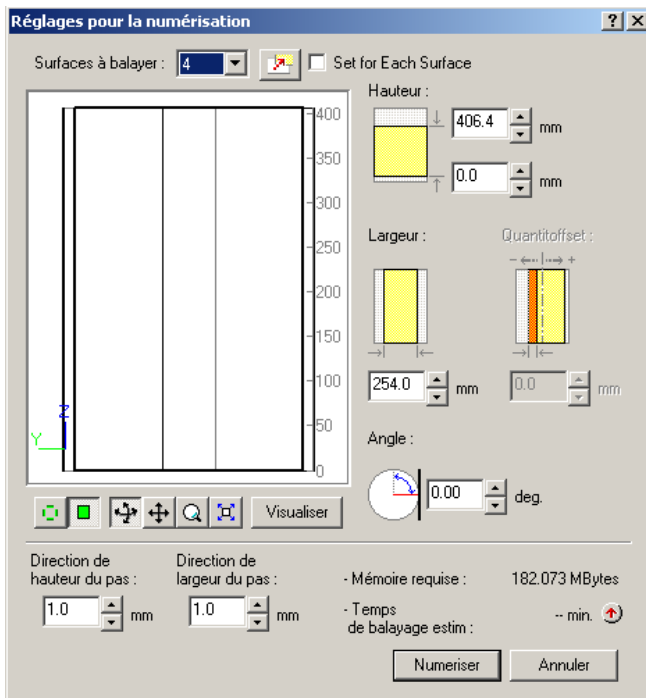 Réglages pour la numérisation
Surfaces à balayer : 4 Set for Each Surface
Hauteur :
406.4 mm
0.0 mm
400
350
300
250
200
150
100
50
0
Z
Y
Largeur : Quantitoffset :
- +
254.0 mm 0.0 mm
Angle :
0.00 deg.
Visualiser
Direction de hauteur du pas :
1.0 mm
Direction de largeur du pas :
1.0 mm
- Mémoire requise : 182.073 MBytes
- Temps de balayage estim : -- min.
Numeriser Annuler